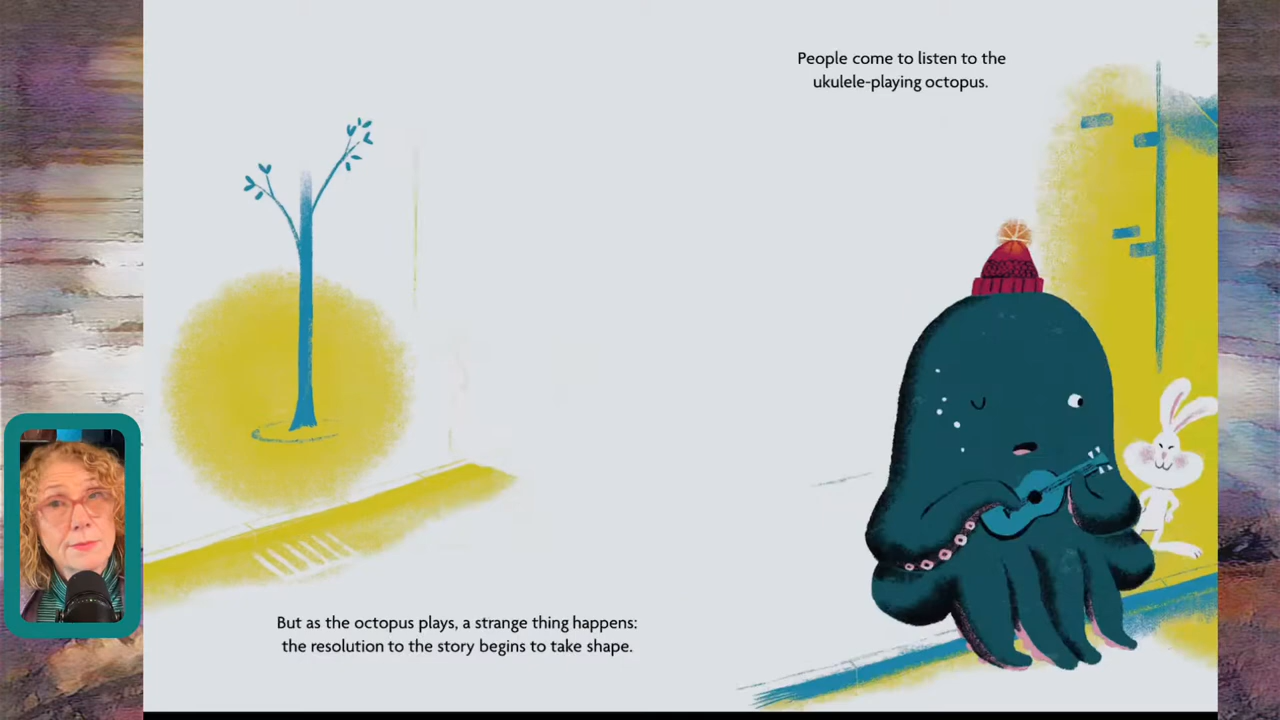 But as the octopus plays, a strange thing happens:
the resolution to the story begins to take shape.
People come to listen to the
ukulele-playing octopus.